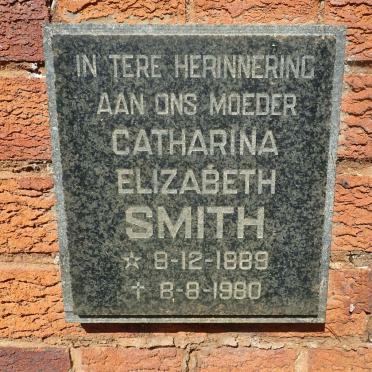 IN TERE HERINNERING
AAN ONS MOEDER
CATHARINA
ELIZABETH
SMITH
☆ 8-12-1889
† 8-8-1980